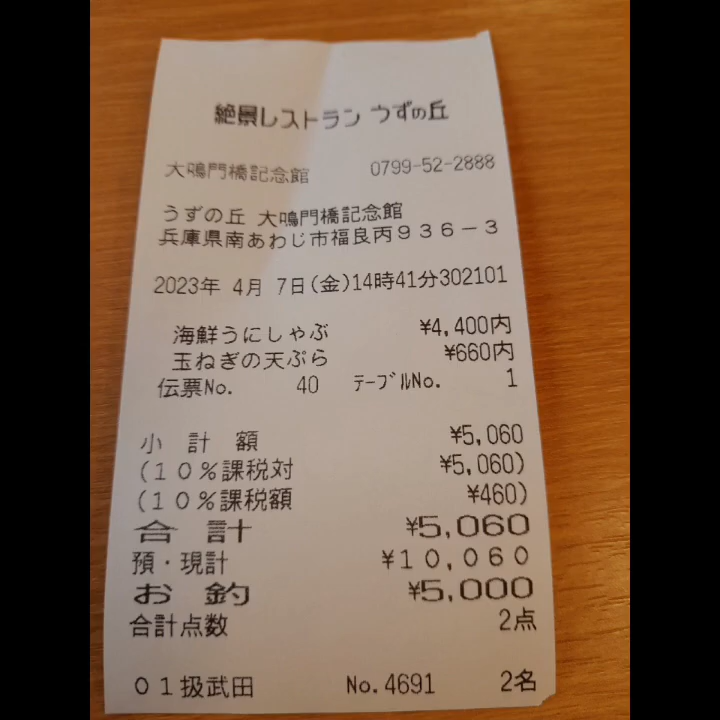 絶景レストラン うずの丘
大鳴門橋記念館 0799-52-2888
うずの丘 大鳴門橋記念館
兵庫県南あわじ市福良丙９３６－３
2023年 4月 7日(金)14時41分302101
海鮮うにしゃぶ ¥4,400内
玉ねぎの天ぷら ¥660内
伝票No. 40 ﾃｰﾌﾞﾙNo. 1
小 計 額 ¥5,060
(１０％課税対 ¥5,060)
(１０％課税額 ¥460)
合 計 ¥5,060
預・現計 ¥１０,０６０
お 釣 ¥5,000
合計点数 2点
０１扱武田 No.4691 2名